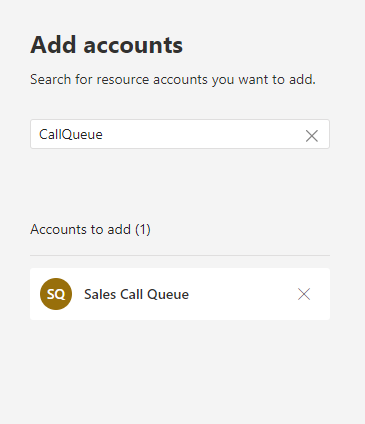 Add accounts
Search for resource accounts you want to add.
CallQueue
Accounts to add (1)
SQ Sales Call Queue